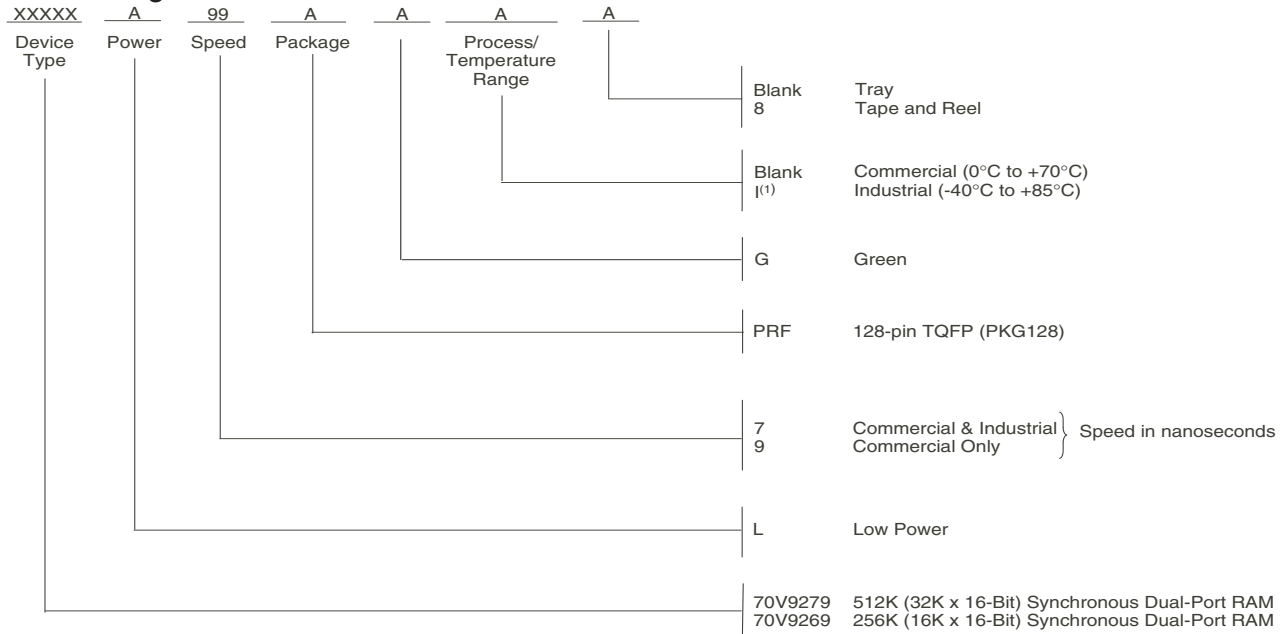 XXXXX A 99 A A A A
Device Type Power Speed Package Process/ Temperature Range
Blank Tray
8 Tape and Reel
Blank Commercial (0°C to +70°C)
I(1) Industrial (-40°C to +85°C)
G Green
PRF 128-pin TQFP (PKG128)
7 Commercial & Industrial
9 Commercial Only
Speed in nanoseconds
L Low Power
70V9279 512K (32K x 16-Bit) Synchronous Dual-Port RAM
70V9269 256K (16K x 16-Bit) Synchronous Dual-Port RAM